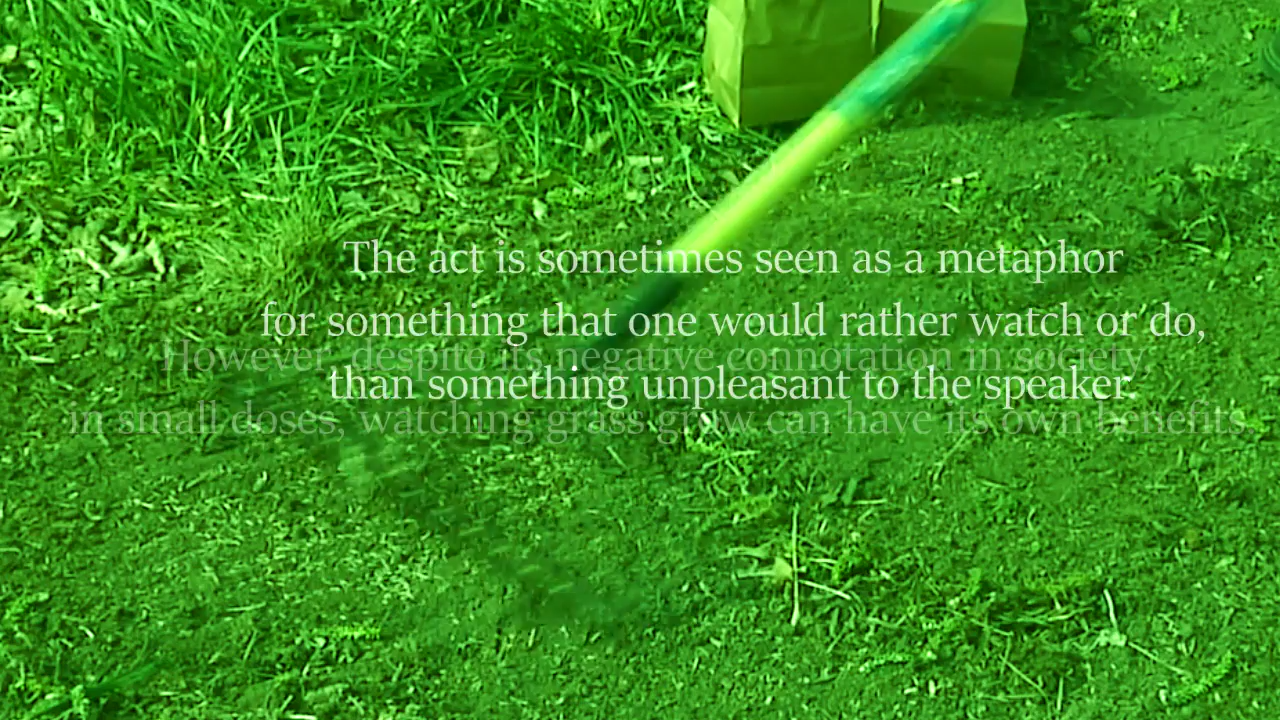 The act is sometimes seen as a metaphor
for something that one would rather watch or do,
than something unpleasant to the speaker.
However, despite its negative connotation in society
in small doses, watching grass grow can have its own benefits.